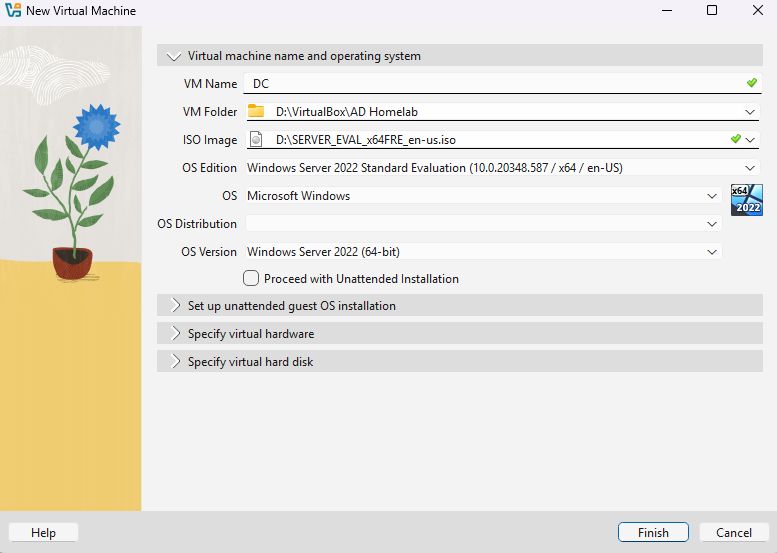 New Virtual Machine
Virtual machine name and operating system
VM Name DC
VM Folder D:\VirtualBox\AD Homelab
ISO Image D:\SERVER_EVAL_x64FRE_en-us.iso
OS Edition Windows Server 2022 Standard Evaluation (10.0.20348.587 / x64 / en-US)
OS Microsoft Windows
x64
2022
OS Distribution
OS Version Windows Server 2022 (64-bit)
Proceed with Unattended Installation
Set up unattended guest OS installation
Specify virtual hardware
Specify virtual hard disk
Help Finish Cancel